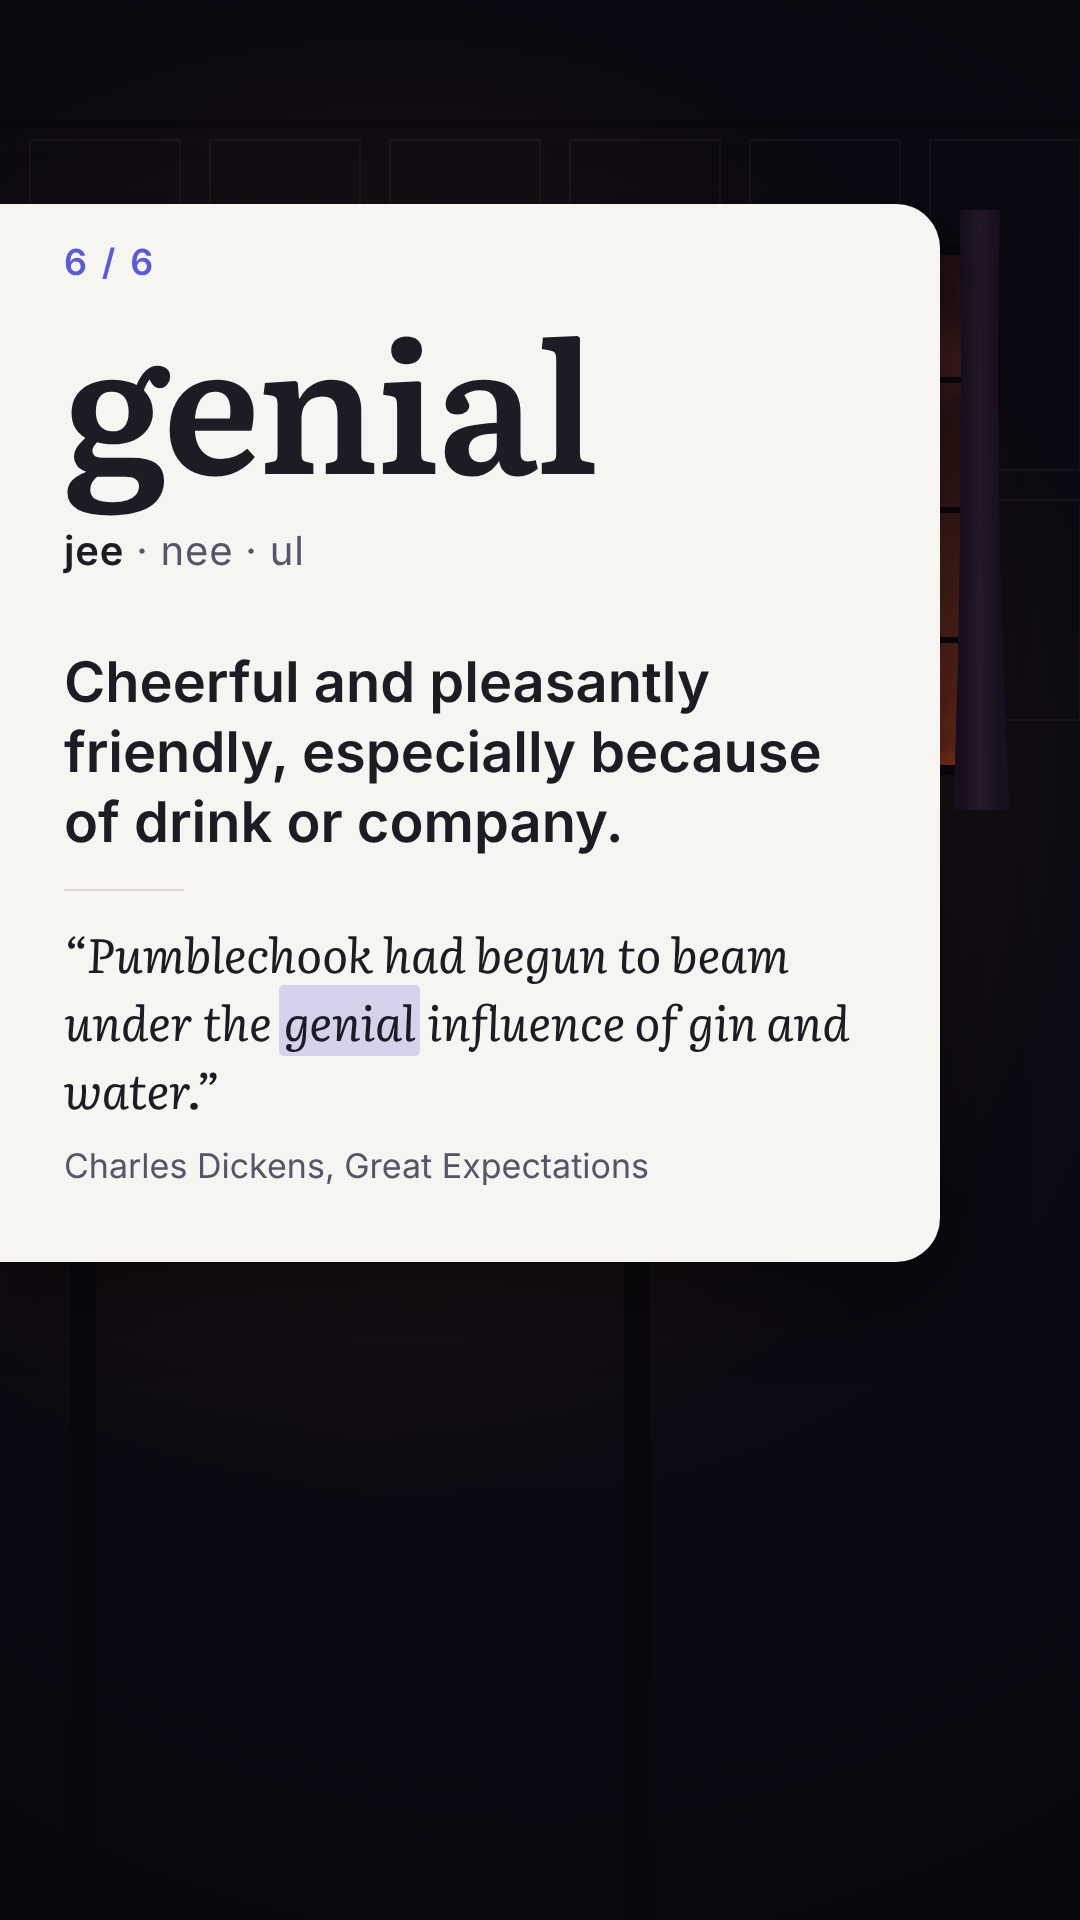 6 / 6
genial
jee · nee · ul
Cheerful and pleasantly
friendly, especially because
of drink or company.
“Pumblechook had begun to beam
under the genial influence of gin and
water.”
Charles Dickens, Great Expectations